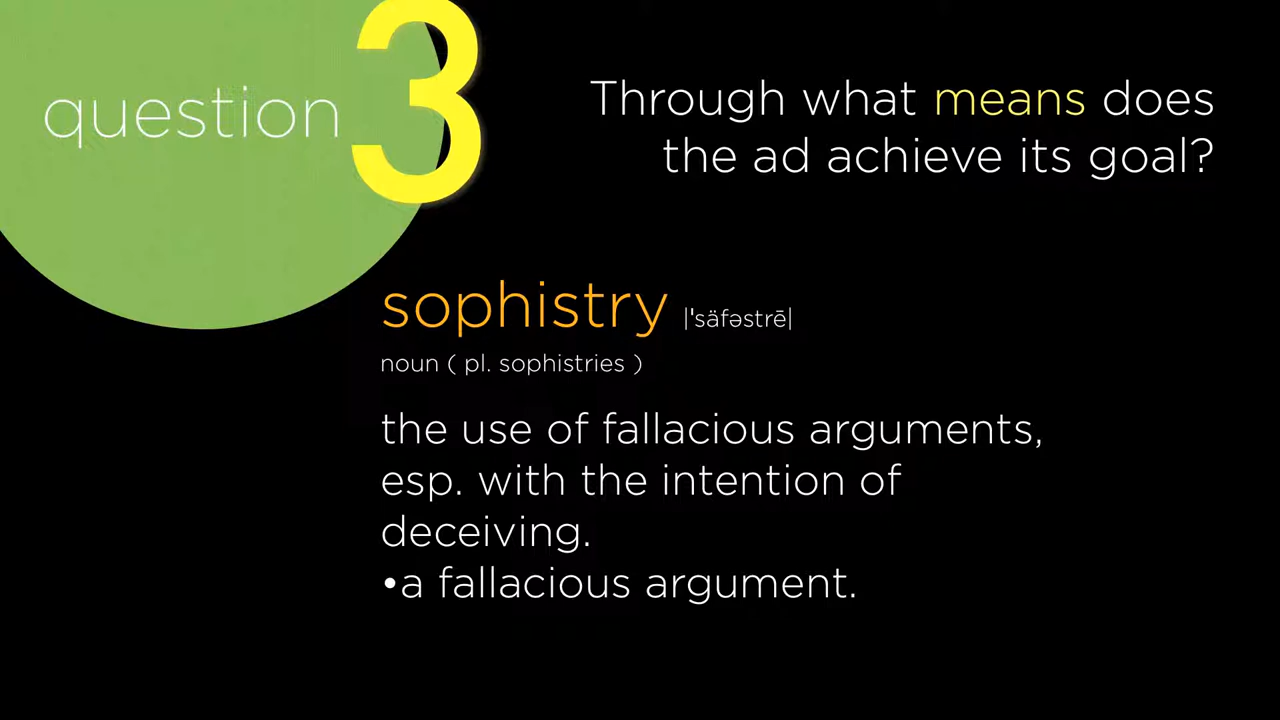 question 3
Through what means does
the ad achieve its goal?
sophistry |ˈsäfəstrē|
noun ( pl. sophistries )
the use of fallacious arguments,
esp. with the intention of
deceiving.
•a fallacious argument.